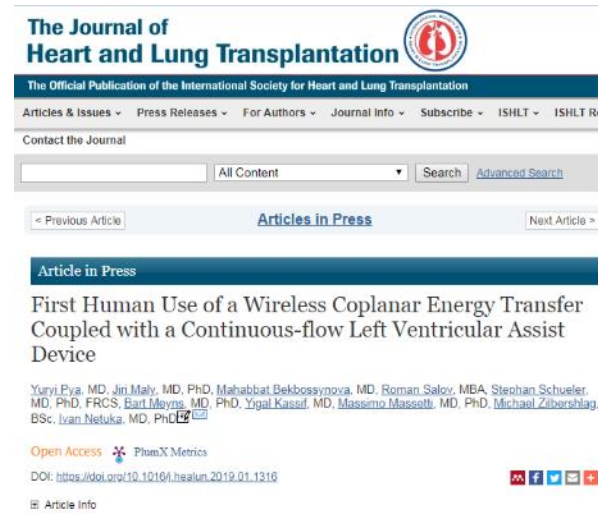 The Journal of
Heart and Lung Transplantation
The Official Publication of the International Society for Heart and Lung Transplantation
Articles & Issues Press Releases For Authors Journal Info Subscribe ISHLT ISHLT R
Contact the Journal
All Content Search Advanced Search
< Previous Article Articles in Press Next Article >
Article in Press
First Human Use of a Wireless Coplanar Energy Transfer
Coupled with a Continuous-flow Left Ventricular Assist
Device
Yuryi Pya, MD, Jiri Maly, MD, PhD, Mahabbat Bekbossynova, MD, Roman Salov, MBA, Stephan Schueler,
MD, PhD, FRCS, Bart Meyns, MD, PhD, Yigal Kassif, MD, Massimo Massetti, MD, PhD, Michael Zilbershlag,
BSc, Ivan Netuka, MD, PhD
Open Access PlumX Metrics
DOI: https://doi.org/10.1016/j.healun.2019.01.1316
Article Info